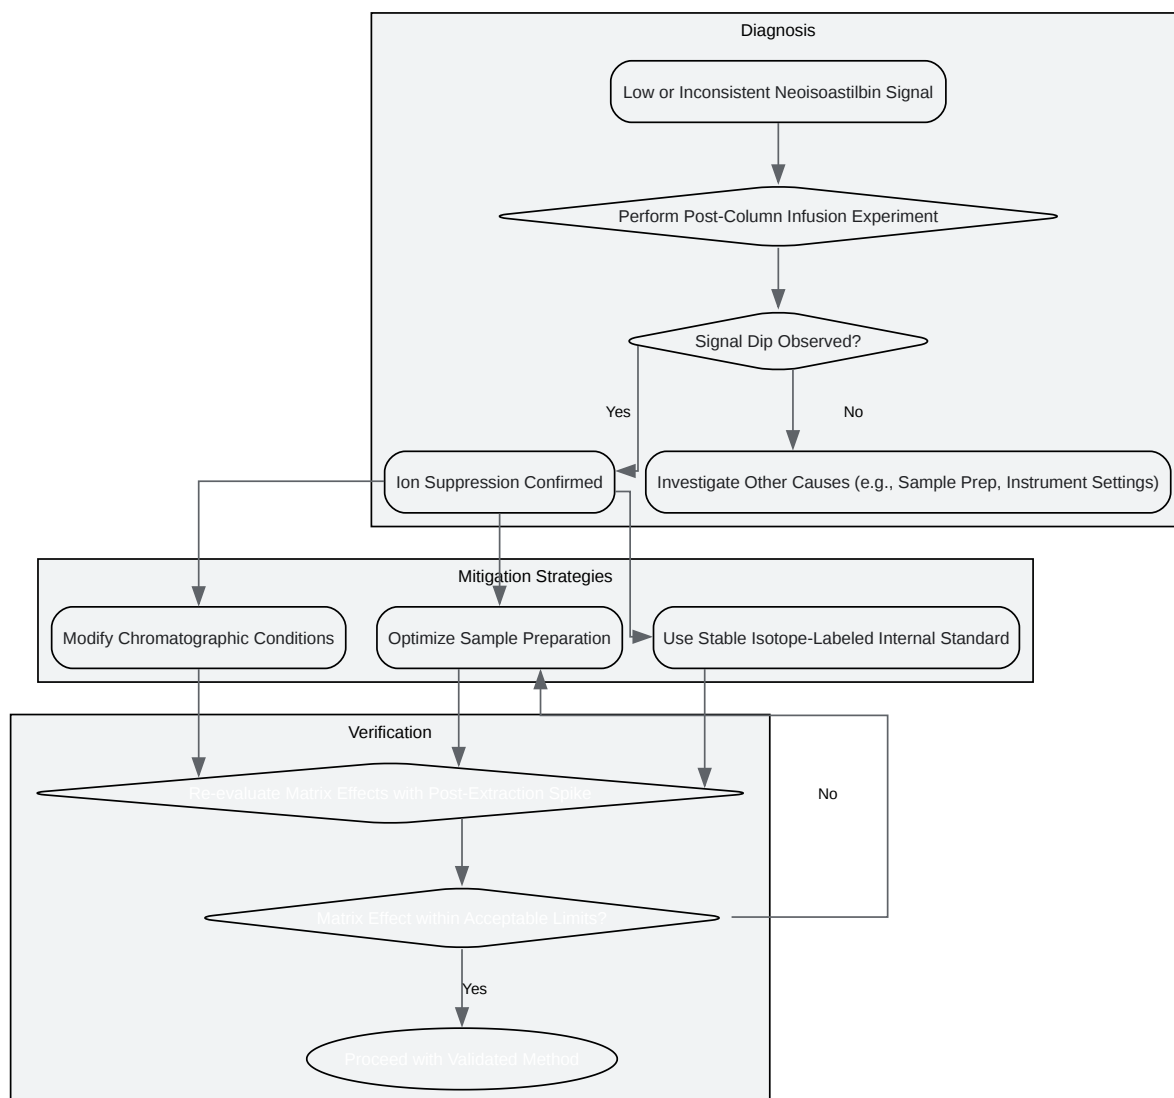 Diagnosis
Low or Inconsistent Neoisoastilbin Signal
Perform Post-Column Infusion Experiment
Signal Dip Observed?
Yes
No
Ion Suppression Confirmed
Investigate Other Causes (e.g., Sample Prep, Instrument Settings)
Mitigation Strategies
Modify Chromatographic Conditions
Optimize Sample Preparation
Use Stable Isotope-Labeled Internal Standard
Verification
Re-evaluate Matrix Effects with Post-Extraction Spike
No
Matrix Effect within Acceptable Limits?
Yes
Proceed with Validated Method